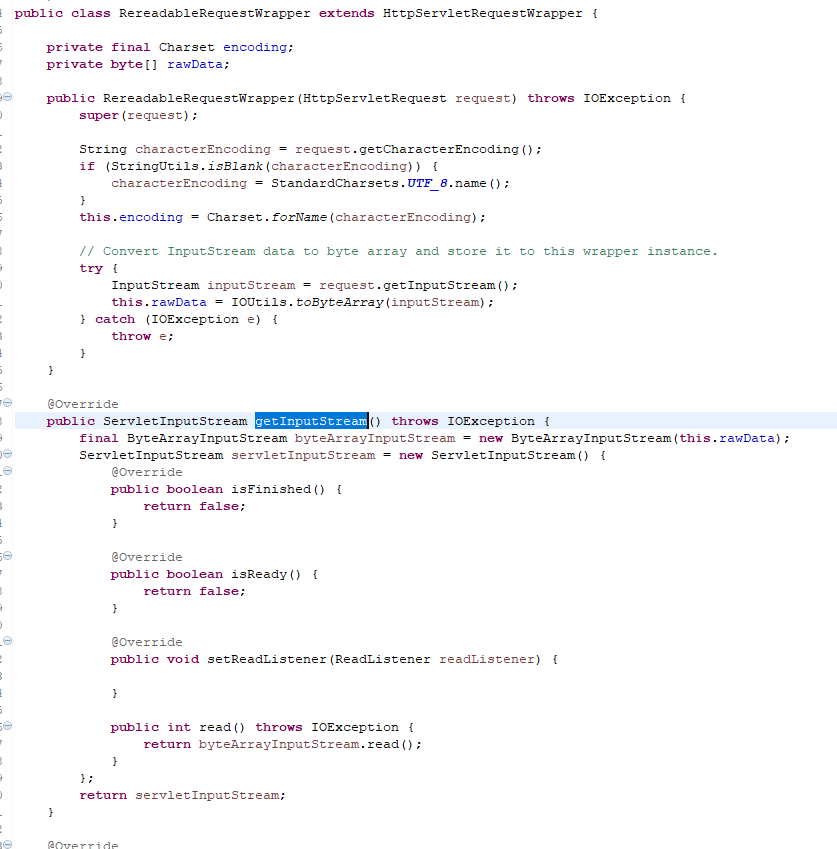 public class RereadableRequestWrapper extends HttpServletRequestWrapper {
private final Charset encoding;
private byte[] rawData;
public RereadableRequestWrapper(HttpServletRequest request) throws IOException {
super(request);
String characterEncoding = request.getCharacterEncoding();
if (StringUtils.isBlank(characterEncoding)) {
characterEncoding = StandardCharsets.UTF_8.name();
}
this.encoding = Charset.forName(characterEncoding);
// Convert InputStream data to byte array and store it to this wrapper instance.
try {
InputStream inputStream = request.getInputStream();
this.rawData = IOUtils.toByteArray(inputStream);
} catch (IOException e) {
throw e;
}
}
@Override
public ServletInputStream getInputStream() throws IOException {
final ByteArrayInputStream byteArrayInputStream = new ByteArrayInputStream(this.rawData);
ServletInputStream servletInputStream = new ServletInputStream() {
@Override
public boolean isFinished() {
return false;
}
@Override
public boolean isReady() {
return false;
}
@Override
public void setReadListener(ReadListener readListener) {
}
public int read() throws IOException {
return byteArrayInputStream.read();
}
};
return servletInputStream;
}
@Override